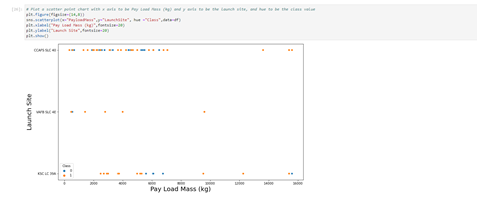 # Plot a scatter point chart with x axis to be Pay Load Mass (kg) and y axis to be the launch site, and hue to be the class value
plt.figure(figsize=(14,8))
sns.scatterplot(x="PayloadMass",y="LaunchSite", hue ="Class",data=df)
plt.xlabel("Pay Load Mass (kg)",fontsize=20)
plt.ylabel("Launch Site",fontsize=20)
plt.show()
CCAFS SLC 40
VAFB SLC 4E
KSC LC 39A
Launch Site
Class
0
1
0 2000 4000 6000 8000 10000 12000 14000 16000
Pay Load Mass (kg)